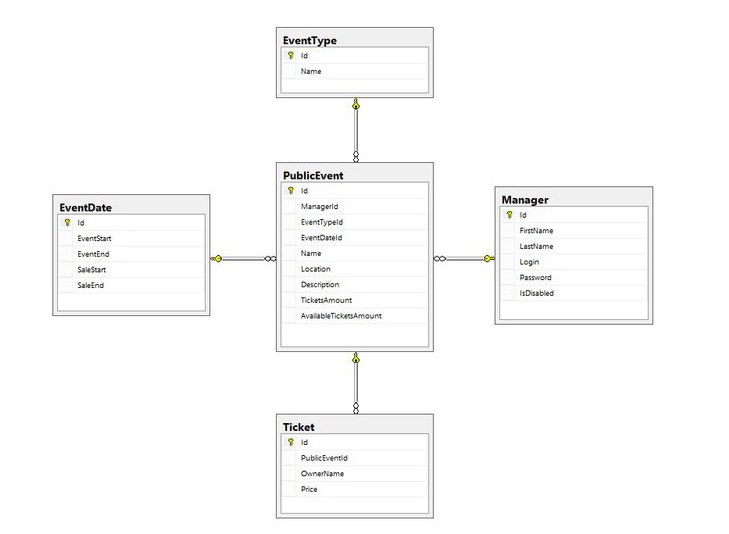 EventType
Id
Name
PublicEvent
Id
ManagerId
EventTypeId
EventDateId
Name
Location
Description
TicketsAmount
AvailableTicketsAmount
EventDate
Id
EventStart
EventEnd
SaleStart
SaleEnd
Manager
Id
FirstName
LastName
Login
Password
IsDisabled
Ticket
Id
PublicEventId
OwnerName
Price